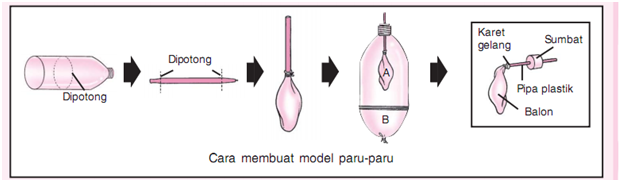 Dipotong
Dipotong
A
B
Karet
gelang
Sumbat
Pipa plastik
Balon
Cara membuat model paru-paru